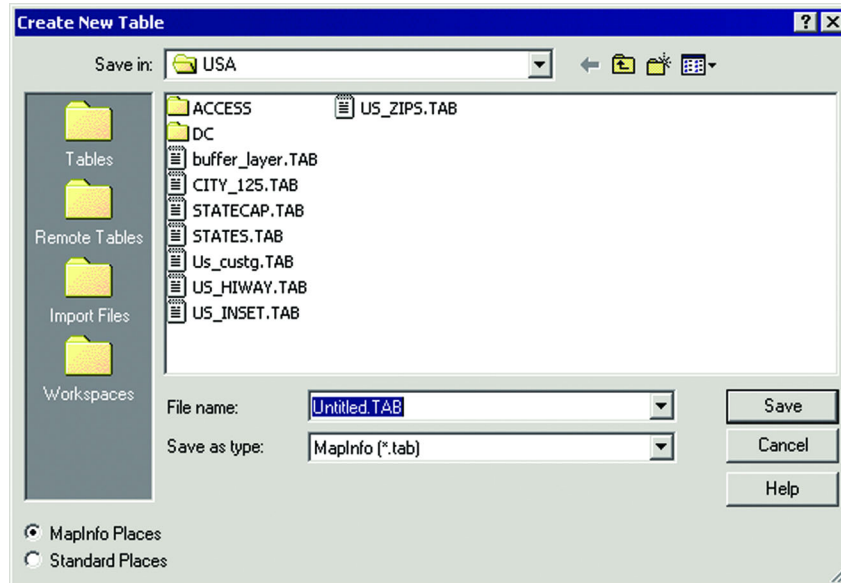 Create New Table
Save in: USA
Tables
Remote Tables
Import Files
Workspaces
ACCESS
DC
buffer_layer.TAB
CITY_125.TAB
STATECAP.TAB
STATES.TAB
Us_custg.TAB
US_HIWAY.TAB
US_INSET.TAB
US_ZIPS.TAB
File name: Untitled.TAB
Save as type: MapInfo (*.tab)
Save
Cancel
Help
MapInfo Places
Standard Places